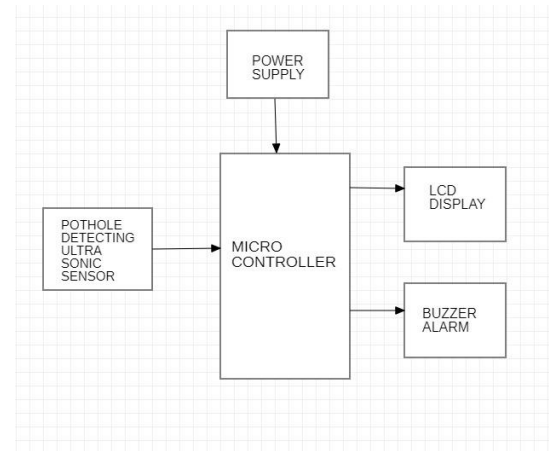 POWER
SUPPLY
POTHOLE
DETECTING
ULTRA
SONIC
SENSOR
MICRO
CONTROLLER
LCD
DISPLAY
BUZZER
ALARM